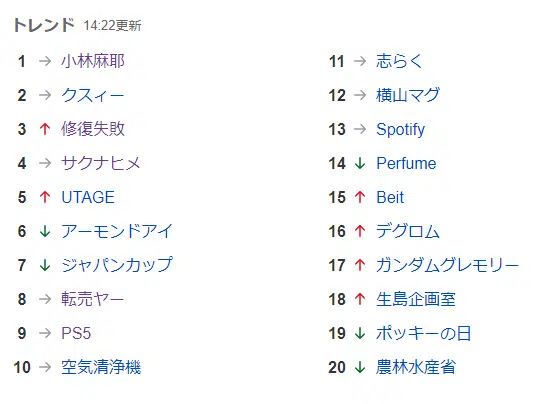 トレンド 14:22更新
1 → 小林麻耶
2 → クスィー
3 ↑ 修復失敗
4 → サクナヒメ
5 ↑ UTAGE
6 ↓ アーモンドアイ
7 ↓ ジャパンカップ
8 → 転売ヤー
9 → PS5
10 → 空気清浄機
11 → 志らく
12 → 横山マグ
13 → Spotify
14 ↓ Perfume
15 ↑ Beit
16 ↑ デグロム
17 ↑ ガンダムグレモリー
18 ↑ 生島企画室
19 ↓ ポッキーの日
20 ↓ 農林水産省